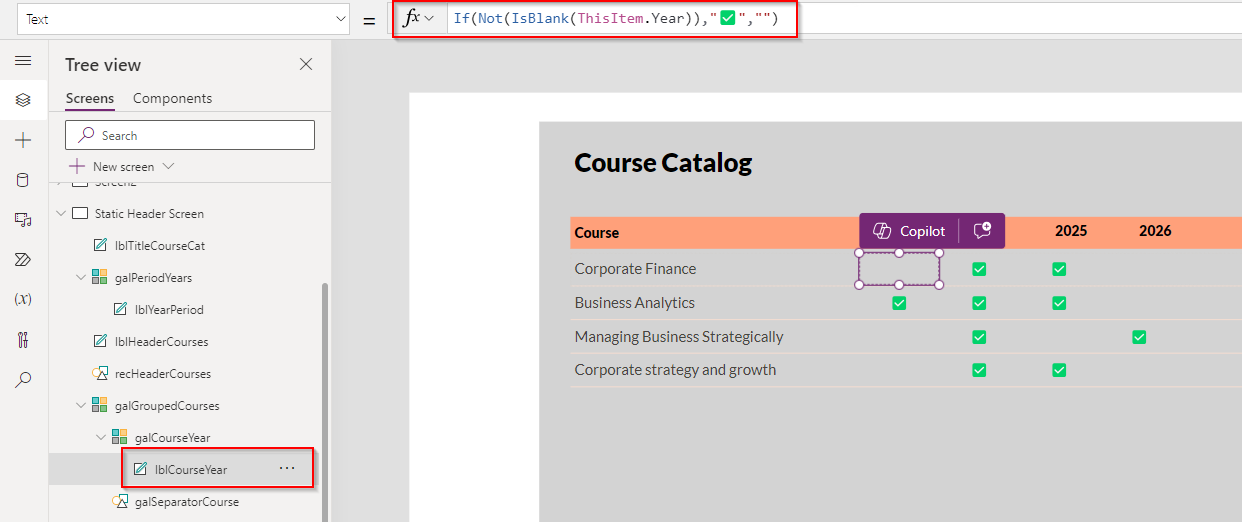 Text = fx If(Not(IsBlank(ThisItem.Year)),"✅","")
Tree view
Screens Components
Search
New screen
Screen2
Static Header Screen
lblTitleCourseCat
galPeriodYears
lblYearPeriod
lblHeaderCourses
recHeaderCourses
galGroupedCourses
galCourseYear
lblCourseYear ...
galSeparatorCourse
(x)
Course Catalog
Course Copilot 2025 2026
Corporate Finance ✅ ✅
Business Analytics ✅ ✅ ✅
Managing Business Strategically ✅ ✅
Corporate strategy and growth ✅ ✅